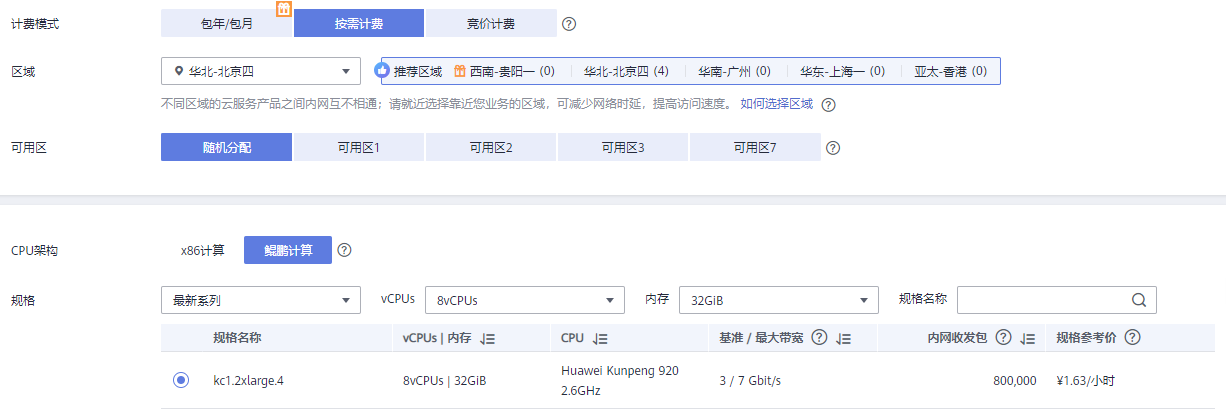 计费模式 包年/包月 按需计费 竞价计费 ?
区域 华北-北京四 推荐区域 西南-贵阳一 (0) 华北-北京四 (4) 华南-广州 (0) 华东-上海一 (0) 亚太-香港 (0)
不同区域的云服务产品之间内网互不相通；请就近选择靠近您业务的区域，可减少网络时延，提高访问速度。 如何选择区域 ?
可用区 随机分配 可用区1 可用区2 可用区3 可用区7 ?
CPU架构 x86计算 鲲鹏计算 ?
规格 最新系列 vCPUs 8vCPUs 内存 32GiB 规格名称
规格名称 vCPUs | 内存 CPU 基准 / 最大带宽 ? 内网收发包 ? 规格参考价 ?
kc1.2xlarge.4 8vCPUs | 32GiB Huawei Kunpeng 920 3 / 7 Gbit/s 800,000 ¥1.63/小时
2.6GHz